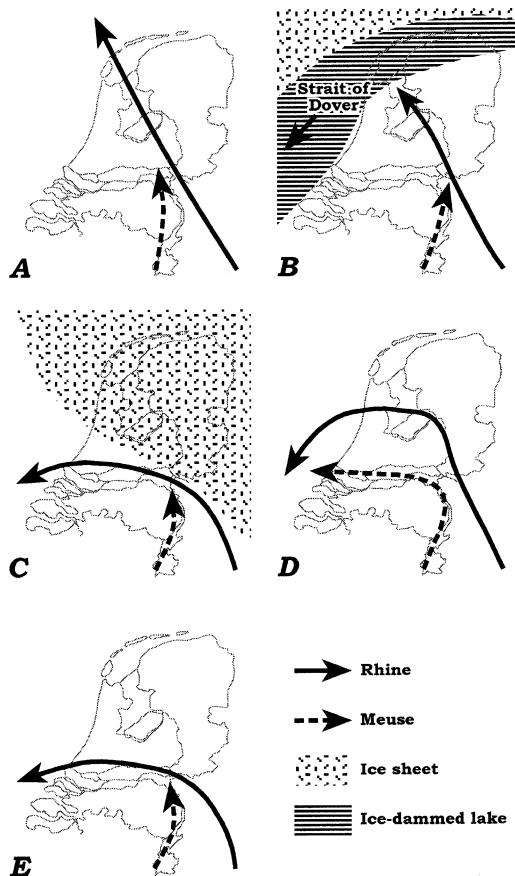 A
Strait of
Dover
B
C
D
E
Rhine
Meuse
Ice sheet
Ice-dammed lake